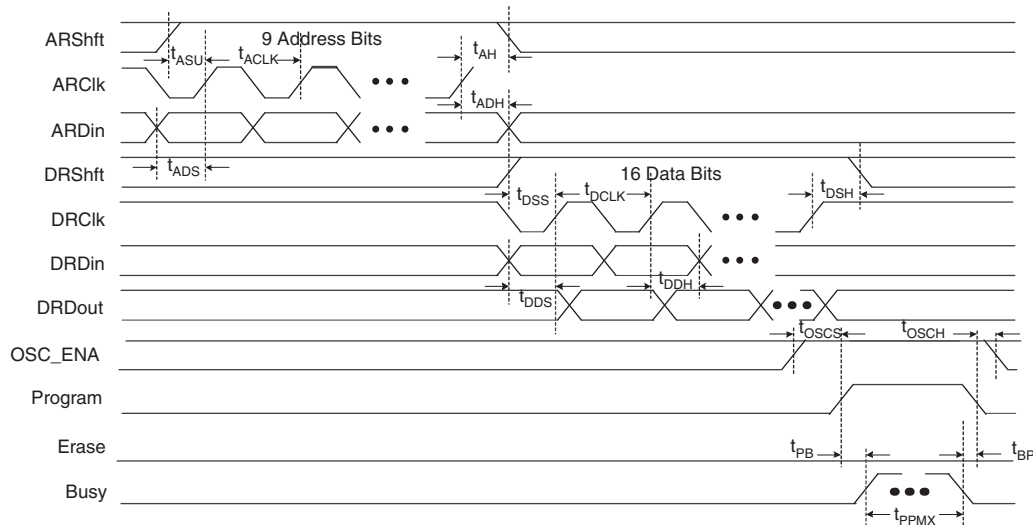 ARShft
9 Address Bits
tASU
tACLK
tAH
ARClk
tADH
ARDin
tADS
DRShft
16 Data Bits
tDSS
tDCLK
tDSH
DRClk
DRDin
tDDS
tDDH
DRDout
tOSCS
tOSCH
OSC_ENA
Program
Erase
tPB
tBP
Busy
tPPMX